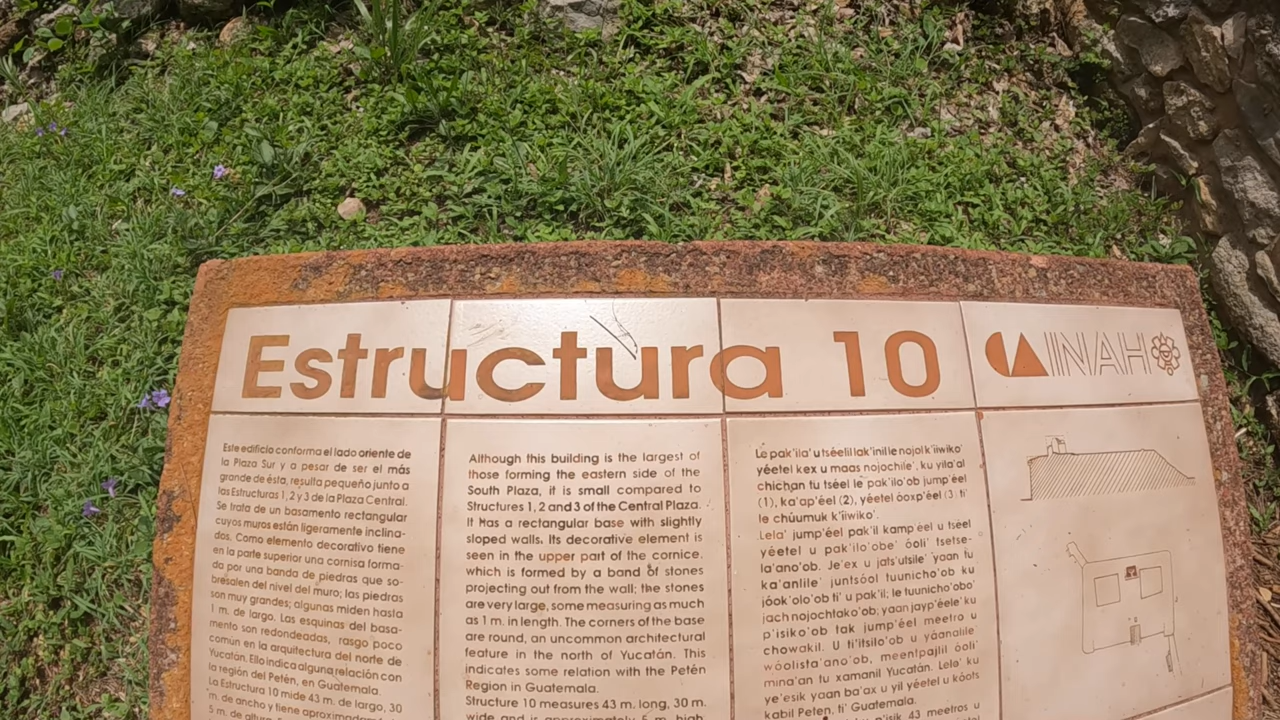 Estructura 10
INAH
Este edificio conforma el lado oriente de
la Plaza Sur y a pesar de ser el más
grande de ésta, resulta pequeño junto a
las Estructuras 1, 2 y 3 de la Plaza Central.
Se trata de un basamento rectangular
cuyos muros están ligeramente inclina-
dos. Como elemento decorativo tiene
en la parte superior una cornisa forma-
da por una banda de piedras que so-
bresalen del nivel del muro; las piedras
son muy grandes; algunas miden hasta
1 m. de largo. Las esquinas del basa-
mento son redondeadas, rasgo poco
común en la arquitectura del norte de
Yucatán. Ello indica alguna relación con
la región del Petén, en Guatemala.
La Estructura 10 mide 43 m. de largo, 30
m. de ancho y tiene
5 m. de
Although this building is the largest of
those forming the eastern side of the
South Plaza, it is small compared to
Structures 1, 2 and 3 of the Central Plaza.
It has a rectangular base with slightly
sloped walls. Its decorative element is
seen in the upper part of the cornice,
which is formed by a band of stones
projecting out from the wall; the stones
are very large, some measuring as much
as 1 m. in length. The corners of the base
are round, an uncommon architectural
feature in the north of Yucatán. This
indicates some relation with the Petén
Region in Guatemala.
Structure 10 measures 43 m. long, 30 m.
wide and is approximately 5 m. high
Le pak'ila' u tséelil lak'inil le nojol k'iiwiko'
yéetel kex u maas nojochile', ku yila'al
chichan tu tséel le pak'ilo'ob jump'éel
(1), ka'ap'éel (2), yéetel óoxp'éel (3) ti'
le chúumuk k'iiwiko'.
Lela' jump'éel pak'il kamp'éel u tséel
yéetel u pak'ilo'obe' óoli' tsetse-
la'ano'ob. Je'ex u jats'utsile' yaan tu
ka'anlile' juntsóol tuunicho'ob ku
jóok'olo'ob ti' u pak'il; le tuunicho'obo'
jach nojochtako'ob; yaan jayp'éele' ku
p'isiko'ob tak jump'éel meetro u
chowakil. U ti'itsilo'ob u yáanalile'
wóolista'ano'ob, meentpajlil óoli'
mina'an tu xamanil Yucatán. Lela' ku
ye'esik yaan ba'ax u yil yéetel u kóots
kabil Peten, ti' Guatemala.
p'isik 43 meetros u